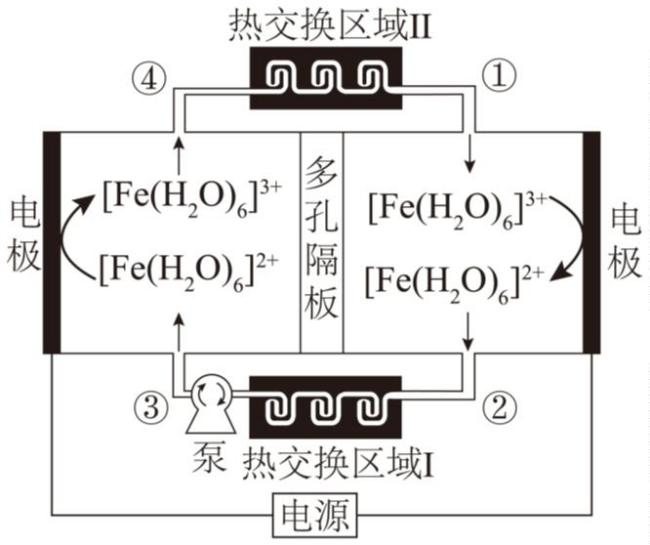 热交换区域II
④
①
[Fe(H₂O)₆]³⁺
[Fe(H₂O)₆]²⁺
多孔隔板
[Fe(H₂O)₆]³⁺
[Fe(H₂O)₆]²⁺
电极
电极
③
②
泵
热交换区域I
电源